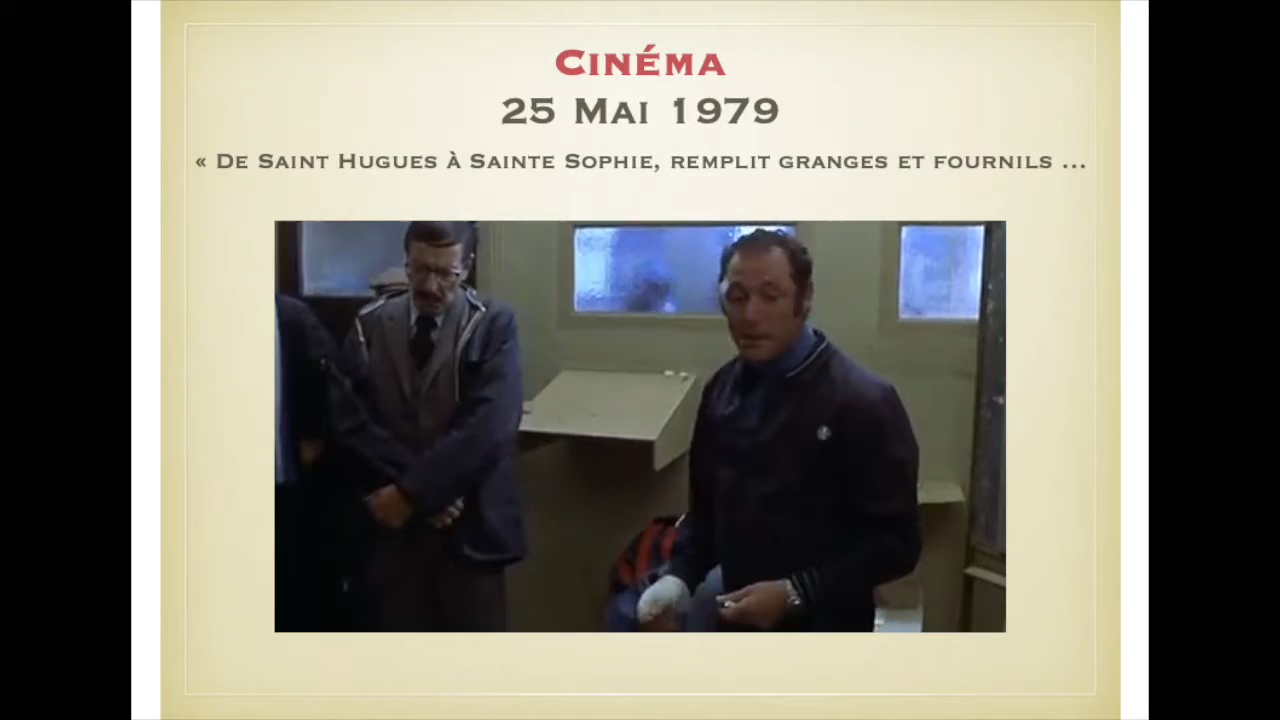 Cinéma
25 Mai 1979
« De Saint Hugues à Sainte Sophie, remplit granges et fournils ...